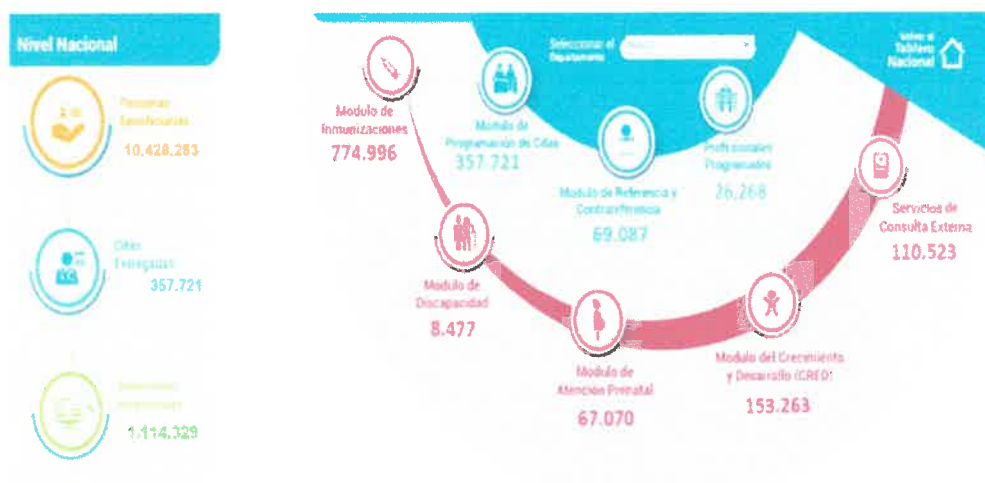 Nivel Nacional
Personas
Beneficiarias
10.428.253
Citas
Entregadas
357.721
1.114.329
Seleccionar el
Departamento
Volver al
Tablero
Nacional
Modulo de
Inmunizaciones
774.996
Modulo de
Programación de Citas
357.721
Modulo de Referencia y
Contrareferencia
69.087
Profesionales
Programados
26.268
Servicios de
Consulta Externa
110.523
Modulo de
Discapacidad
8.477
Modulo de
Atención Prenatal
67.070
Modulo del Crecimiento
y Desarrollo (CRED)
153.263